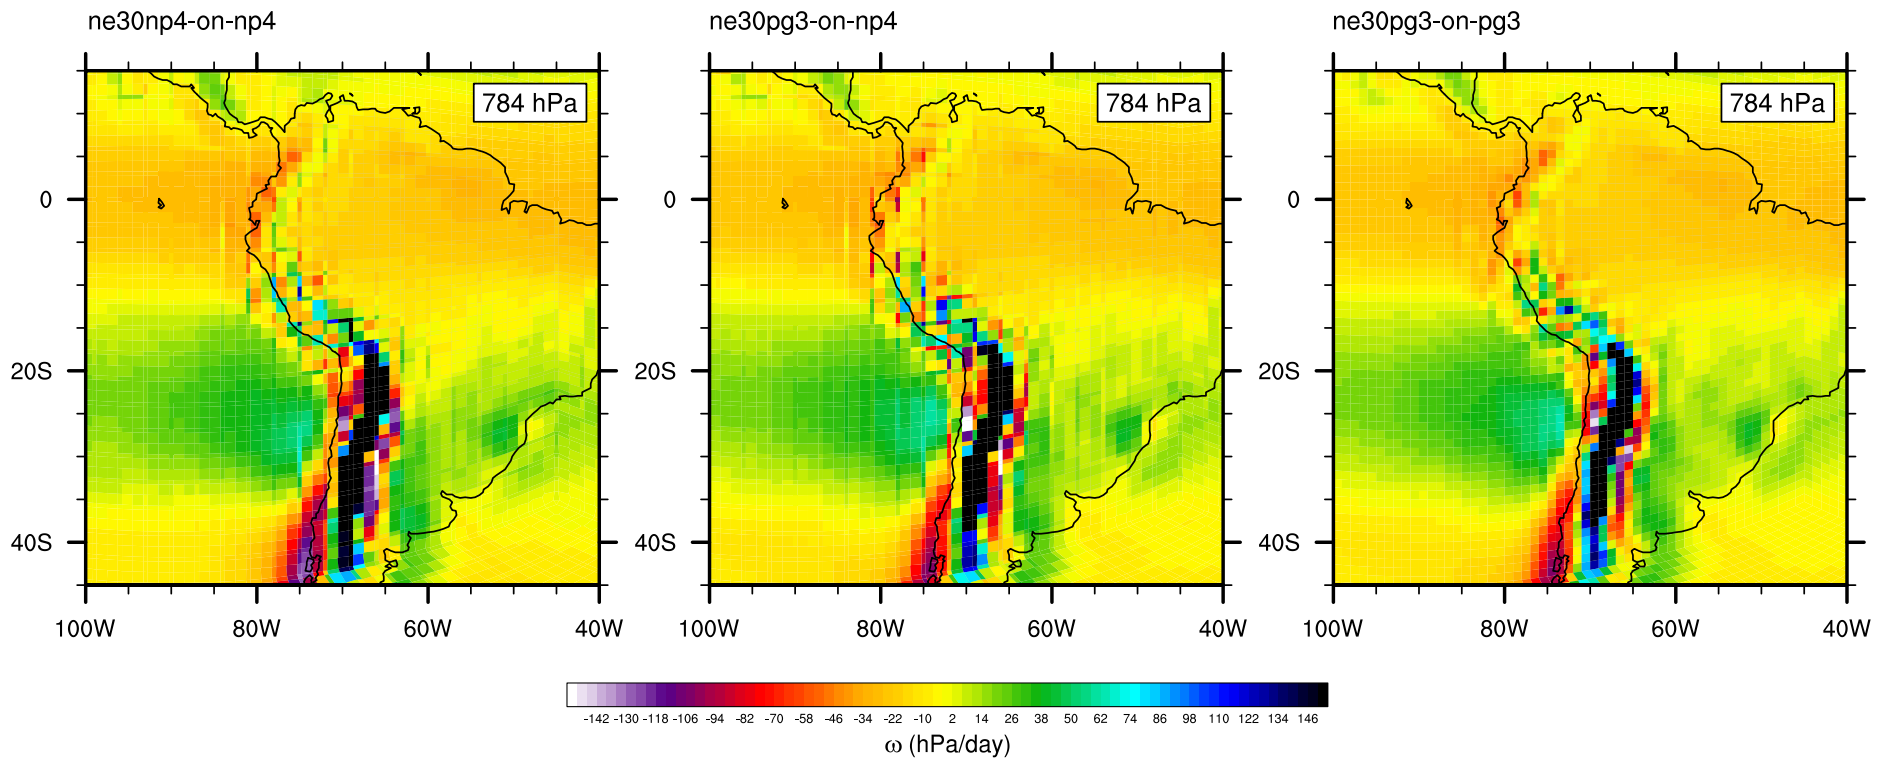 ne30np4-on-np4 ne30pg3-on-np4 ne30pg3-on-pg3
784 hPa 784 hPa 784 hPa
0 0 0
20S 20S 20S
40S 40S 40S
100W 80W 60W 40W 100W 80W 60W 40W 100W 80W 60W 40W
-142 -130 -118 -106 -94 -82 -70 -58 -46 -34 -22 -10 2 14 26 38 50 62 74 86 98 110 122 134 146
ω (hPa/day)